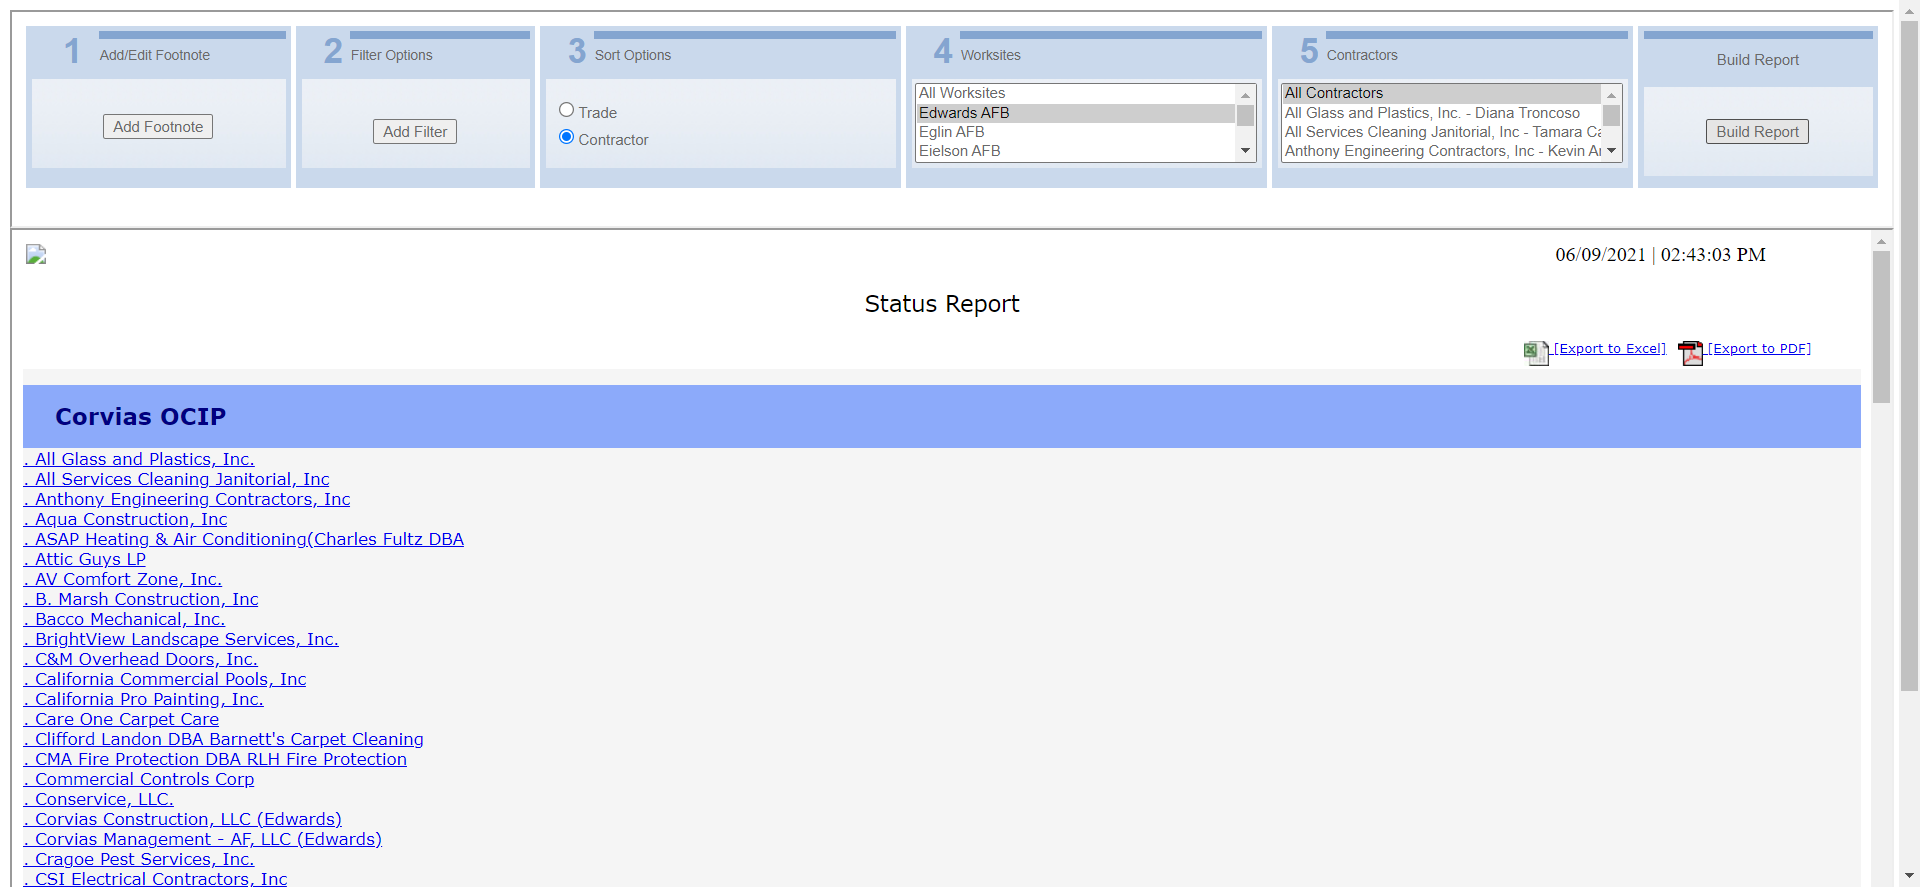 1 Add/Edit Footnote
Add Footnote
2 Filter Options
Add Filter
3 Sort Options
Trade
Contractor
4 Worksites
All Worksites
Edwards AFB
Eglin AFB
Eielson AFB
5 Contractors
All Contractors
All Glass and Plastics, Inc. - Diana Troncoso
All Services Cleaning Janitorial, Inc - Tamara Ca
Anthony Engineering Contractors, Inc - Kevin Ar
Build Report
Build Report
06/09/2021 | 02:43:03 PM
Status Report
[Export to Excel] [Export to PDF]
Corvias OCIP
. All Glass and Plastics, Inc.
. All Services Cleaning Janitorial, Inc
. Anthony Engineering Contractors, Inc
. Aqua Construction, Inc
. ASAP Heating & Air Conditioning(Charles Fultz DBA
. Attic Guys LP
. AV Comfort Zone, Inc.
. B. Marsh Construction, Inc
. Bacco Mechanical, Inc.
. BrightView Landscape Services, Inc.
. C&M Overhead Doors, Inc.
. California Commercial Pools, Inc
. California Pro Painting, Inc.
. Care One Carpet Care
. Clifford Landon DBA Barnett's Carpet Cleaning
. CMA Fire Protection DBA RLH Fire Protection
. Commercial Controls Corp
. Conservice, LLC.
. Corvias Construction, LLC (Edwards)
. Corvias Management - AF, LLC (Edwards)
. Cragoe Pest Services, Inc.
. CSI Electrical Contractors, Inc